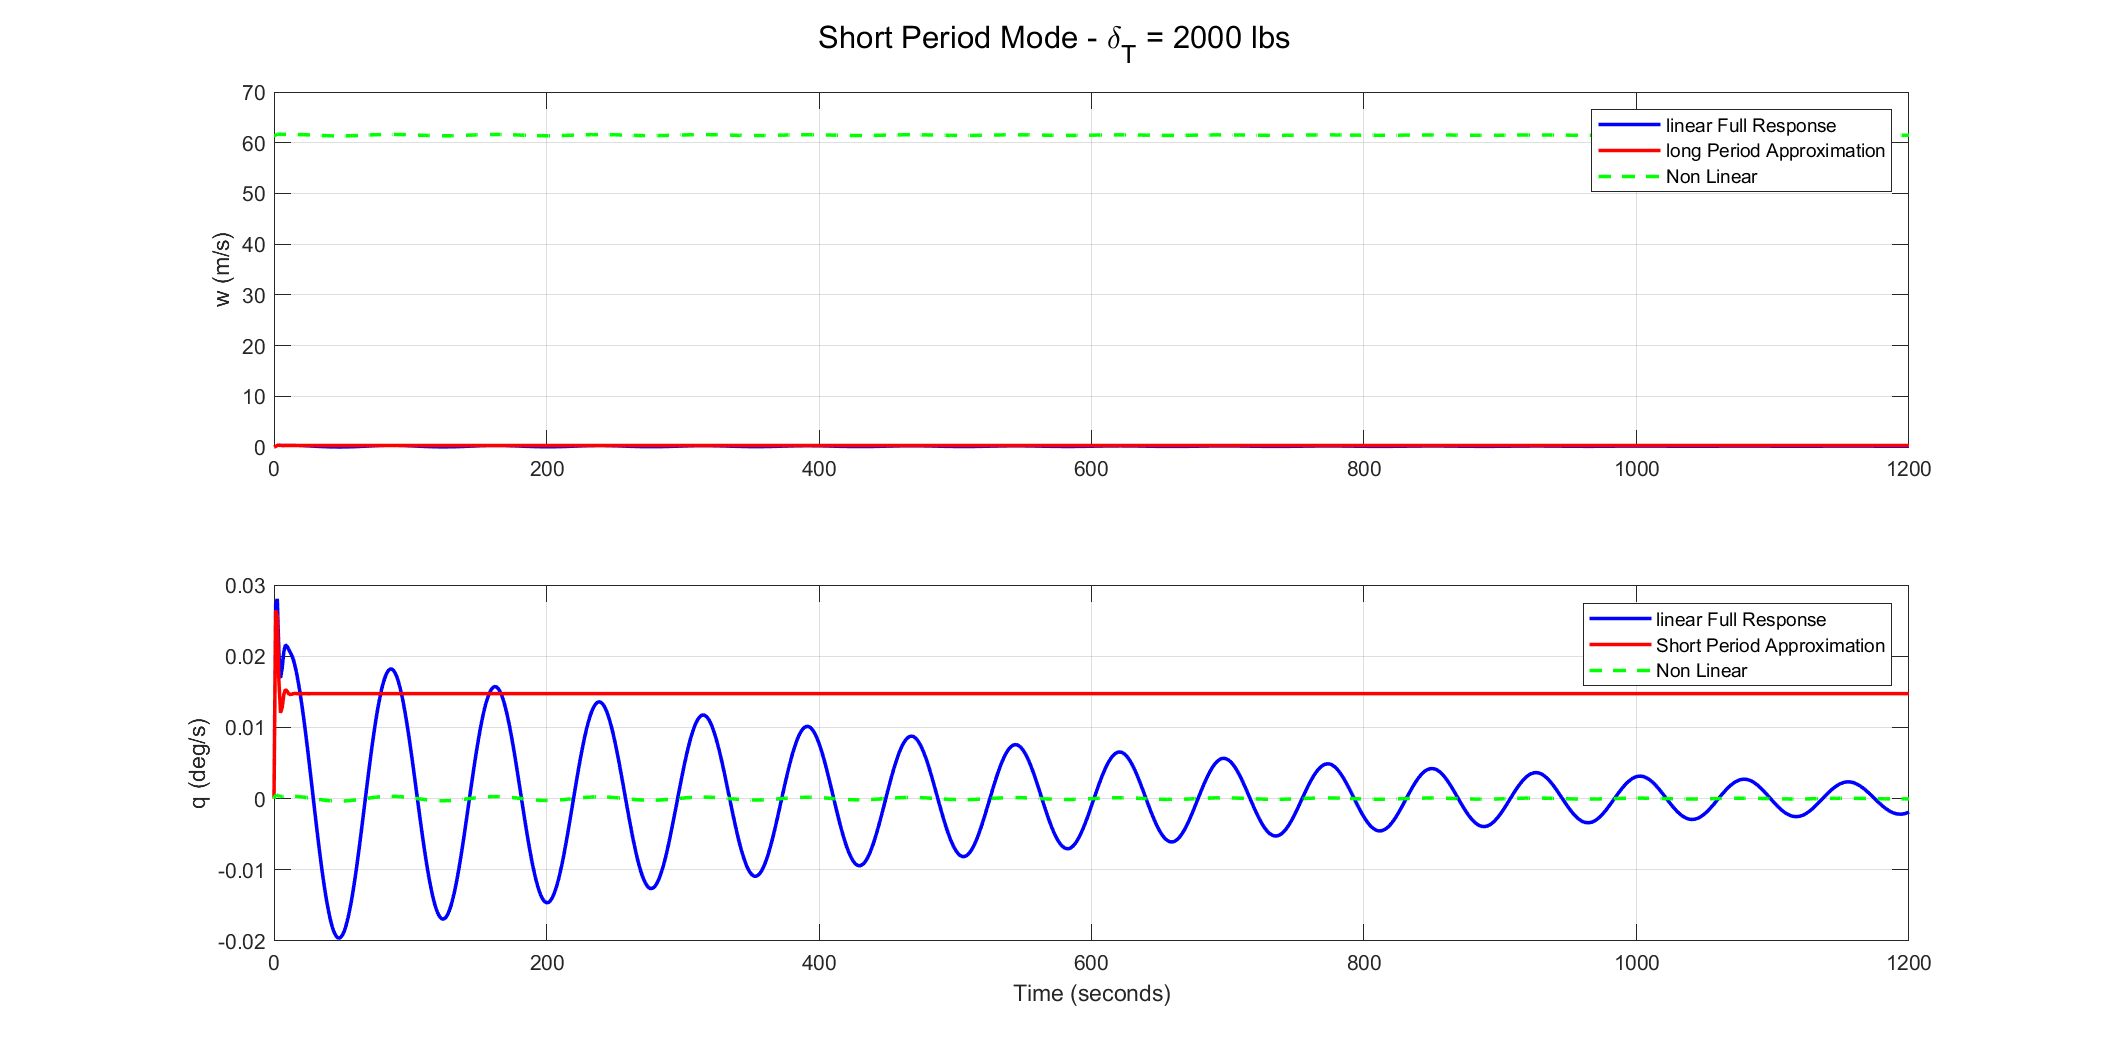 Short Period Mode - δT = 2000 lbs
70
60
50
40
30
20
10
0
w (m/s)
linear Full Response
long Period Approximation
Non Linear
0 200 400 600 800 1000 1200
0.03
0.02
0.01
0
-0.01
-0.02
q (deg/s)
linear Full Response
Short Period Approximation
Non Linear
0 200 400 600 800 1000 1200
Time (seconds)